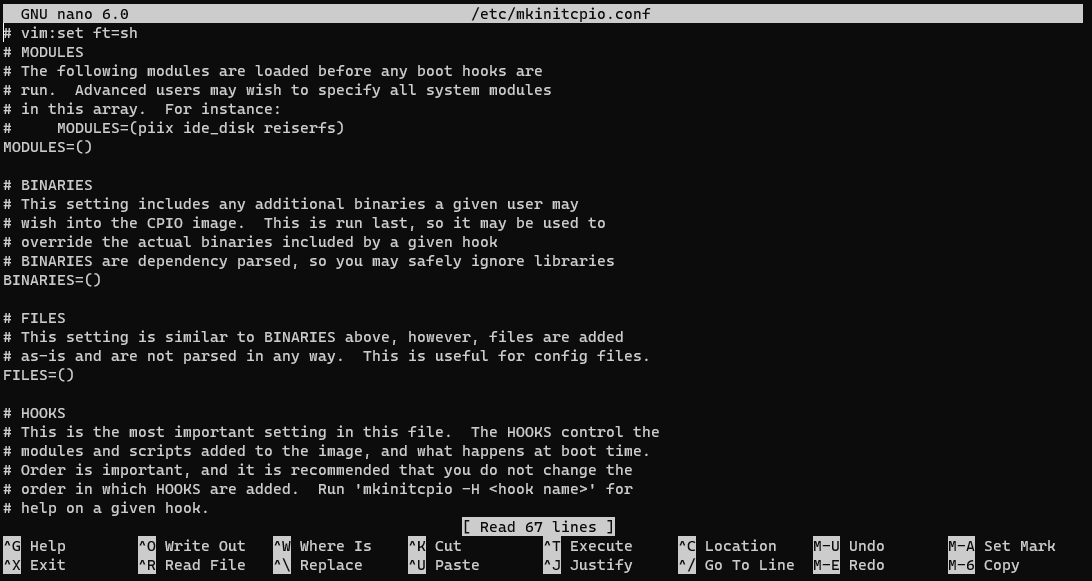 GNU nano 6.0 /etc/mkinitcpio.conf
# vim:set ft=sh
# MODULES
# The following modules are loaded before any boot hooks are
# run.  Advanced users may wish to specify all system modules
# in this array.  For instance:
#     MODULES=(piix ide_disk reiserfs)
MODULES=()
# BINARIES
# This setting includes any additional binaries a given user may
# wish into the CPIO image.  This is run last, so it may be used to
# override the actual binaries included by a given hook
# BINARIES are dependency parsed, so you may safely ignore libraries
BINARIES=()
# FILES
# This setting is similar to BINARIES above, however, files are added
# as-is and are not parsed in any way.  This is useful for config files.
FILES=()
# HOOKS
# This is the most important setting in this file.  The HOOKS control the
# modules and scripts added to the image, and what happens at boot time.
# Order is important, and it is recommended that you do not change the
# order in which HOOKS are added.  Run 'mkinitcpio -H <hook name>' for
# help on a given hook.
[ Read 67 lines ]
^G Help ^O Write Out ^W Where Is ^K Cut ^T Execute ^C Location M-U Undo M-A Set Mark
^X Exit ^R Read File ^\ Replace ^U Paste ^J Justify ^/ Go To Line M-E Redo M-6 Copy